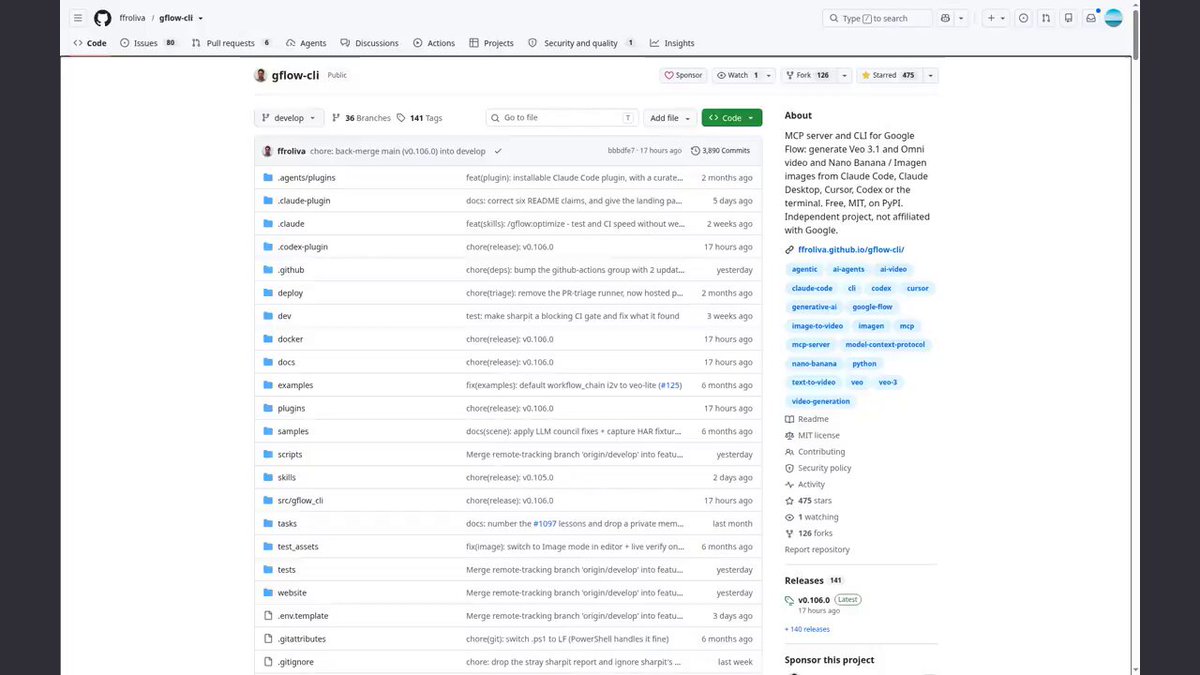 ffroliva / gflow-cli
Type / to search
Code
Issues 80
Pull requests 6
Agents
Discussions
Actions
Projects
Security and quality 1
Insights
gflow-cli Public
Sponsor
Watch 1
Fork 126
Starred 475
develop
36 Branches
141 Tags
Go to file T
Add file
Code
ffroliva chore: back-merge main (v0.106.0) into develop bbbdfe7 · 17 hours ago 3,890 Commits
.agents/plugins feat(plugin): installable Claude Code plugin, with a curate... 2 months ago
.claude-plugin docs: correct six README claims, and give the landing pa... 5 days ago
.claude feat(skills): /gflow:optimize - test and CI speed without we... 2 weeks ago
.codex-plugin chore(release): v0.106.0 17 hours ago
.github chore(deps): bump the github-actions group with 2 updat... yesterday
deploy chore(triage): remove the PR-triage runner, now hosted p... 2 months ago
dev test: make sharpit a blocking CI gate and fix what it found 3 weeks ago
docker chore(release): v0.106.0 17 hours ago
docs chore(release): v0.106.0 17 hours ago
examples fix(examples): default workflow_chain i2v to veo-lite (#125) 6 months ago
plugins chore(release): v0.106.0 17 hours ago
samples docs(scene): apply LLM council fixes + capture HAR fixtur... 6 months ago
scripts Merge remote-tracking branch 'origin/develop' into featu... yesterday
skills chore(release): v0.105.0 2 days ago
src/gflow_cli chore(release): v0.106.0 17 hours ago
tasks docs: number the #1097 lessons and drop a private mem... last month
test_assets fix(image): switch to Image mode in editor + live verify on... 6 months ago
tests Merge remote-tracking branch 'origin/develop' into featu... yesterday
website Merge remote-tracking branch 'origin/develop' into featu... yesterday
.env.template Merge remote-tracking branch 'origin/develop' into featu... 3 days ago
.gitattributes chore(git): switch .ps1 to LF (PowerShell handles it fine) 6 months ago
.gitignore chore: drop the stray sharpit report and ignore sharpit's ... last week
About
MCP server and CLI for Google
Flow: generate Veo 3.1 and Omni
video and Nano Banana / Imagen
images from Claude Code, Claude
Desktop, Cursor, Codex or the
terminal. Free, MIT, on PyPI.
Independent project, not affiliated
with Google.
ffroliva.github.io/gflow-cli/
agentic ai-agents ai-video
claude-code cli codex cursor
generative-ai google-flow
image-to-video imagen mcp
mcp-server model-context-protocol
nano-banana python
text-to-video veo veo-3
video-generation
Readme
MIT license
Contributing
Security policy
Activity
475 stars
1 watching
126 forks
Report repository
Releases 141
v0.106.0 Latest
17 hours ago
+ 140 releases
Sponsor this project